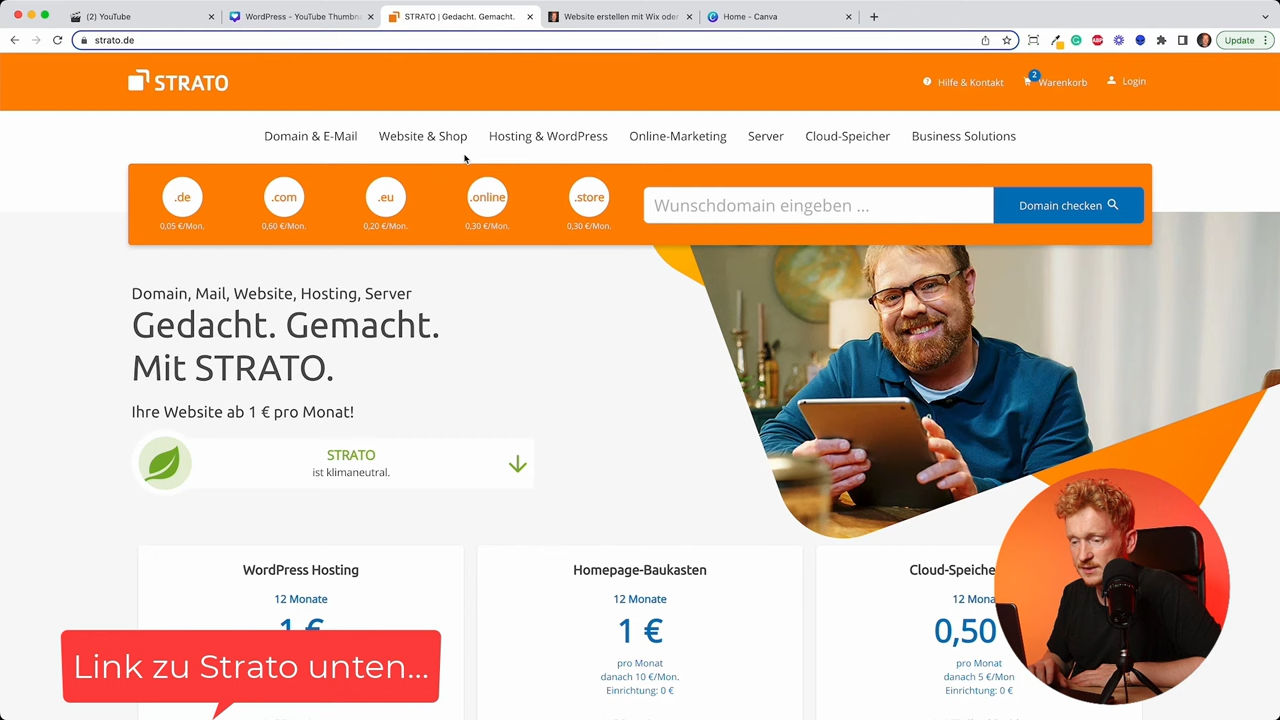 (2) YouTube
WordPress - YouTube Thumbn
STRATO | Gedacht. Gemacht.
Website erstellen mit Wix oder
Home - Canva
strato.de
ABP
Update
STRATO
Hilfe & Kontakt
2
Warenkorb
Login
Domain & E-Mail
Website & Shop
Hosting & WordPress
Online-Marketing
Server
Cloud-Speicher
Business Solutions
.de
.com
.eu
.online
.store
0,05 €/Mon.
0,60 €/Mon.
0,20 €/Mon.
0,30 €/Mon.
0,30 €/Mon.
Wunschdomain eingeben ...
Domain checken
Domain, Mail, Website, Hosting, Server
Gedacht. Gemacht.
Mit STRATO.
Ihre Website ab 1 € pro Monat!
STRATO
ist klimaneutral.
WordPress Hosting
12 Monate
1 €
Homepage-Baukasten
12 Monate
1 €
pro Monat
danach 10 €/Mon.
Einrichtung: 0 €
Cloud-Speiche
12 Mona
0,50
pro Monat
danach 5 €/Mon
Einrichtung: 0 €
Link zu Strato unten...